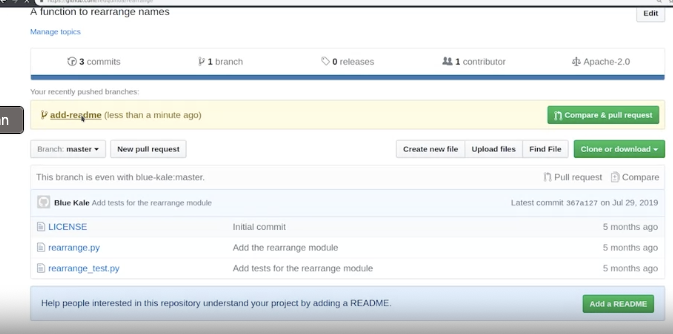 A function to rearrange names
Edit
Manage topics
3 commits 1 branch 0 releases 1 contributor Apache-2.0
Your recently pushed branches:
add-readme (less than a minute ago) Compare & pull request
Branch: master New pull request Create new file Upload files Find File Clone or download
This branch is even with blue-kale:master. Pull request Compare
Blue Kale Add tests for the rearrange module Latest commit 367a127 on Jul 29, 2019
LICENSE Initial commit 5 months ago
rearrange.py Add the rearrange module 5 months ago
rearrange_test.py Add tests for the rearrange module 5 months ago
Help people interested in this repository understand your project by adding a README. Add a README